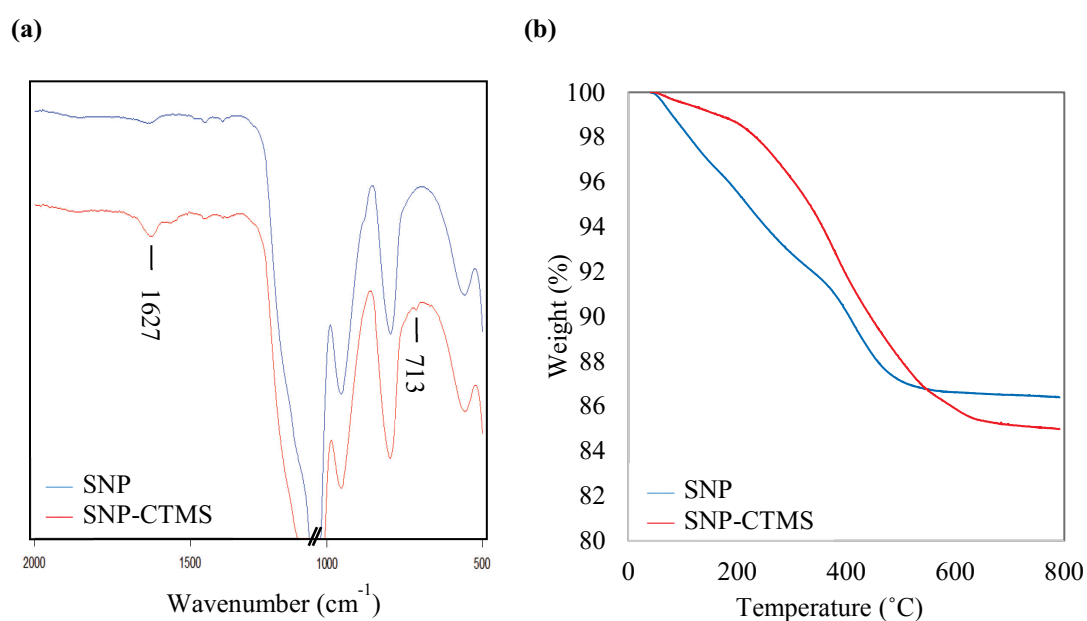 (a)
1627
713
SNP
SNP-CTMS
2000
1500
1000
500
Wavenumber (cm⁻¹)
(b)
100
98
96
94
92
90
88
86
84
82
80
Weight (%)
SNP
SNP-CTMS
0
200
400
600
800
Temperature (˚C)